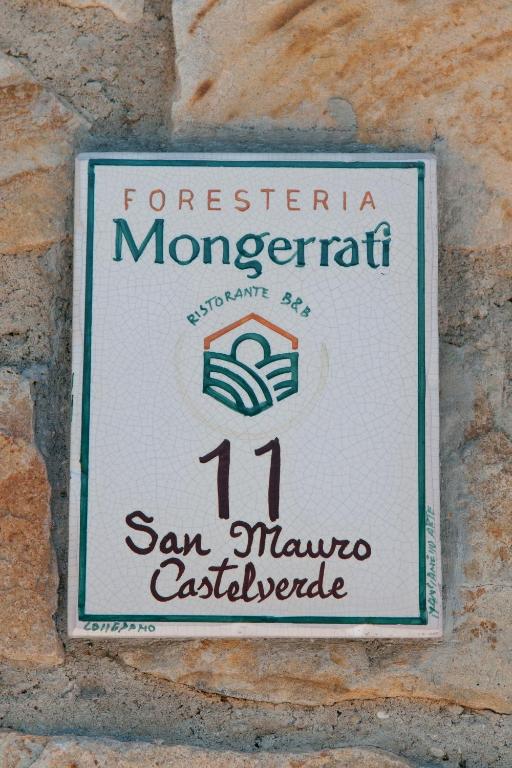 FORESTERIA
Mongerrati
RISTORANTE B&B
11
San Mauro
Castelverde